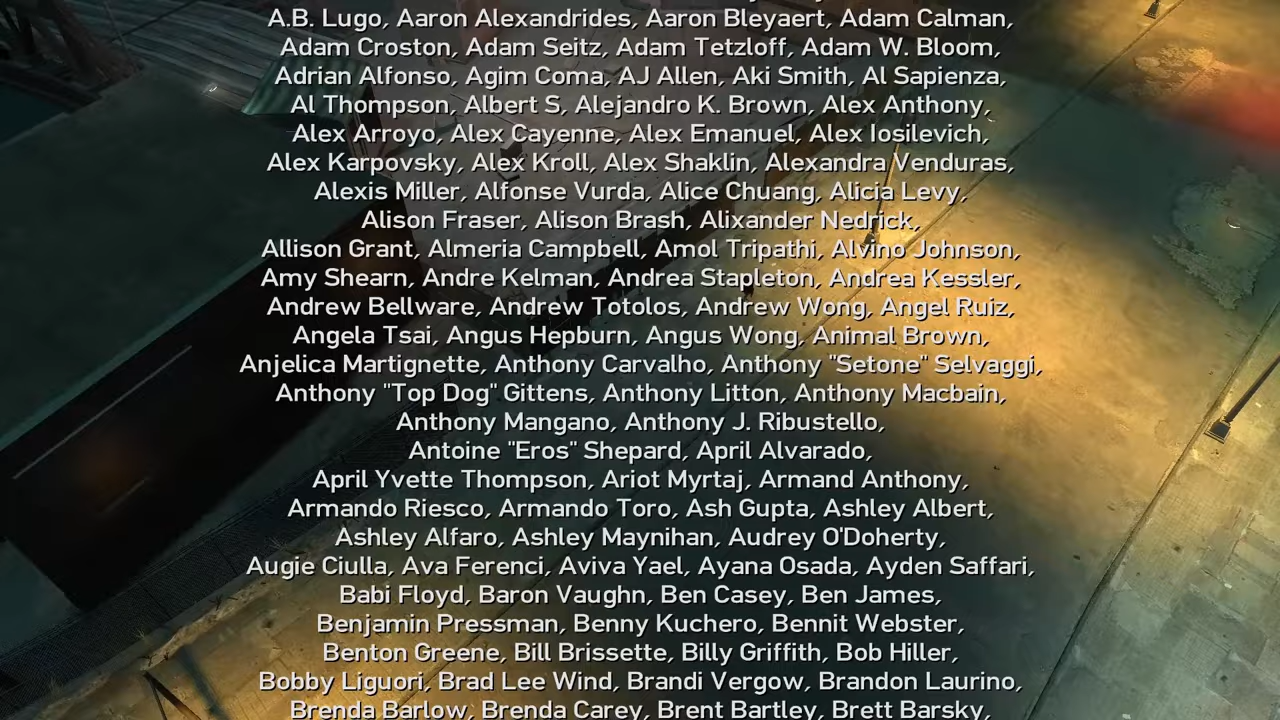 A.B. Lugo, Aaron Alexandrides, Aaron Bleyaert, Adam Calman,
Adam Croston, Adam Seitz, Adam Tetzloff, Adam W. Bloom,
Adrian Alfonso, Agim Coma, AJ Allen, Aki Smith, Al Sapienza,
Al Thompson, Albert S, Alejandro K. Brown, Alex Anthony,
Alex Arroyo, Alex Cayenne, Alex Emanuel, Alex Iosilevich,
Alex Karpovsky, Alex Kroll, Alex Shaklin, Alexandra Venduras,
Alexis Miller, Alfonse Vurda, Alice Chuang, Alicia Levy,
Alison Fraser, Alison Brash, Alixander Nedrick,
Allison Grant, Almeria Campbell, Amol Tripathi, Alvino Johnson,
Amy Shearn, Andre Kelman, Andrea Stapleton, Andrea Kessler,
Andrew Bellware, Andrew Totolos, Andrew Wong, Angel Ruiz,
Angela Tsai, Angus Hepburn, Angus Wong, Animal Brown,
Anjelica Martignette, Anthony Carvalho, Anthony "Setone" Selvaggi,
Anthony "Top Dog" Gittens, Anthony Litton, Anthony Macbain,
Anthony Mangano, Anthony J. Ribustello,
Antoine "Eros" Shepard, April Alvarado,
April Yvette Thompson, Ariot Myrtaj, Armand Anthony,
Armando Riesco, Armando Toro, Ash Gupta, Ashley Albert,
Ashley Alfaro, Ashley Maynihan, Audrey O'Doherty,
Augie Ciulla, Ava Ferenci, Aviva Yael, Ayana Osada, Ayden Saffari,
Babi Floyd, Baron Vaughn, Ben Casey, Ben James,
Benjamin Pressman, Benny Kuchero, Bennit Webster,
Benton Greene, Bill Brissette, Billy Griffith, Bob Hiller,
Bobby Liguori, Brad Lee Wind, Brandi Vergow, Brandon Laurino,
Brenda Barlow, Brenda Carey, Brent Bartley, Brett Barsky,